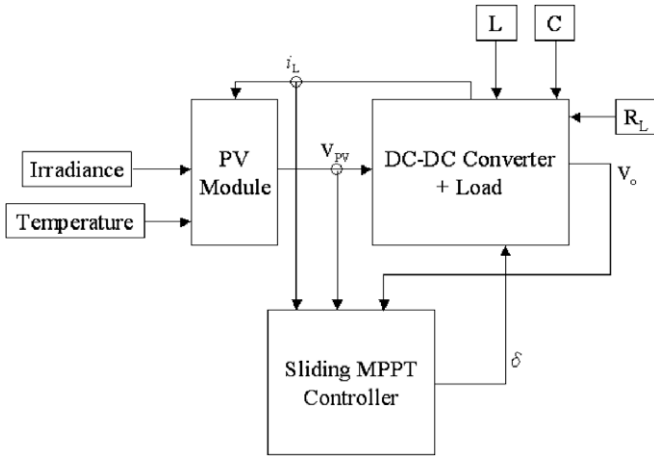 L
C
i_L
R_L
PV
Module
V_PV
DC-DC Converter
+ Load
V_o
Irradiance
Temperature
Sliding MPPT
Controller
δ